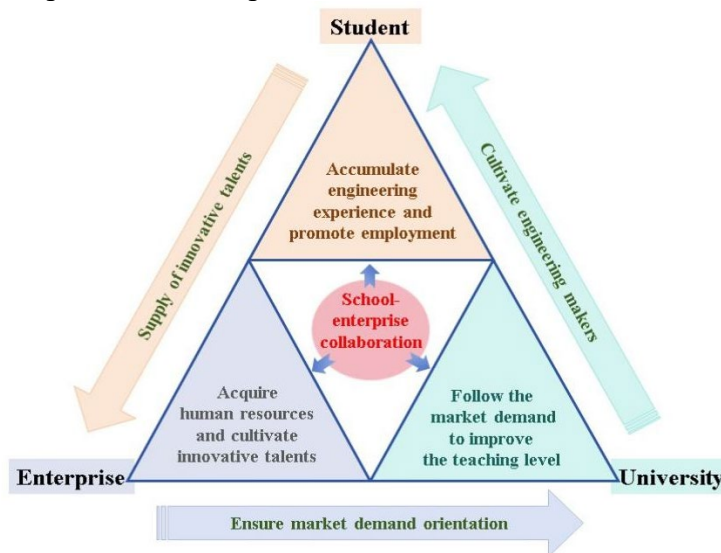 Student
Supply of innovative talents
Cultivate engineering makers
Accumulate
engineering
experience and
promote employment
School-
enterprise
collaboration
Acquire
human resources
and cultivate
innovative talents
Follow the
market demand
to improve
the teaching level
Enterprise
University
Ensure market demand orientation